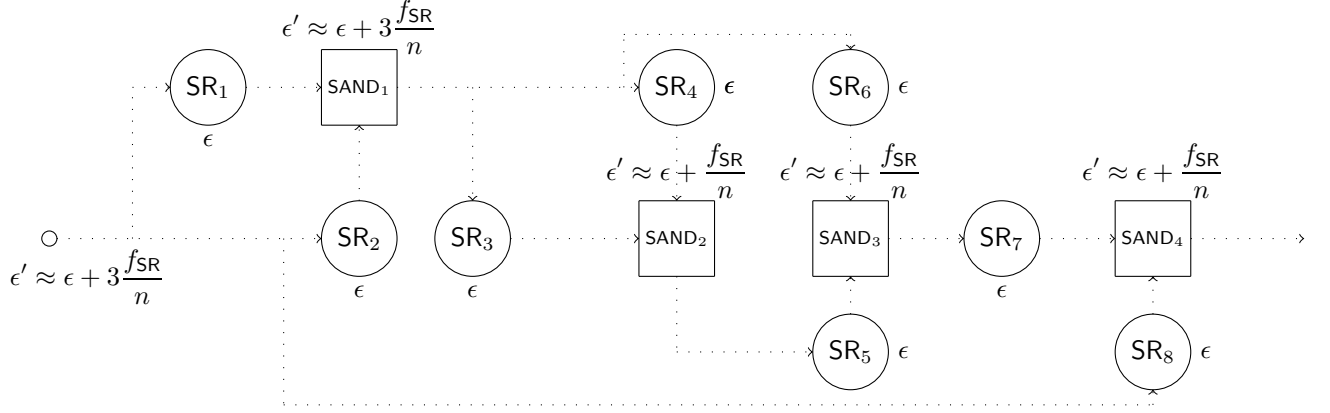 ϵ′ ≈ ϵ + 3 f_SR/n
SR₁
SAND₁
SR₄ ϵ
SR₆ ϵ
ϵ
ϵ′ ≈ ϵ + f_SR/n
ϵ′ ≈ ϵ + f_SR/n
ϵ′ ≈ ϵ + f_SR/n
SR₂
SR₃
SAND₂
SAND₃
SR₇
SAND₄
ϵ′ ≈ ϵ + 3 f_SR/n
ϵ
ϵ
ϵ
SR₅ ϵ
SR₈ ϵ